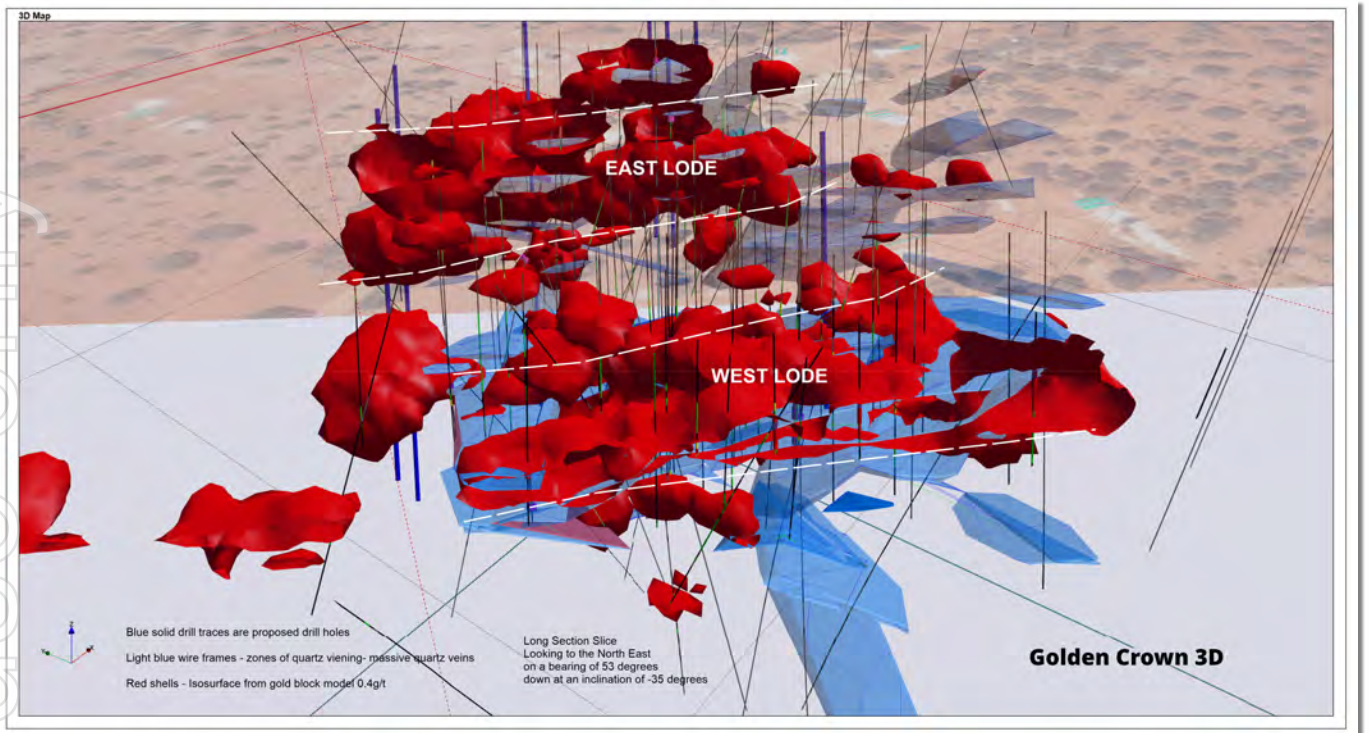 3D Map
EAST LODE
WEST LODE
Z
Y
X
Blue solid drill traces are proposed drill holes
Light blue wire frames - zones of quartz viening- massive quartz veins
Red shells - Isosurface from gold block model 0.4g/t
Long Section Slice
Looking to the North East
on a bearing of 53 degrees
down at an inclination of -35 degrees
Golden Crown 3D